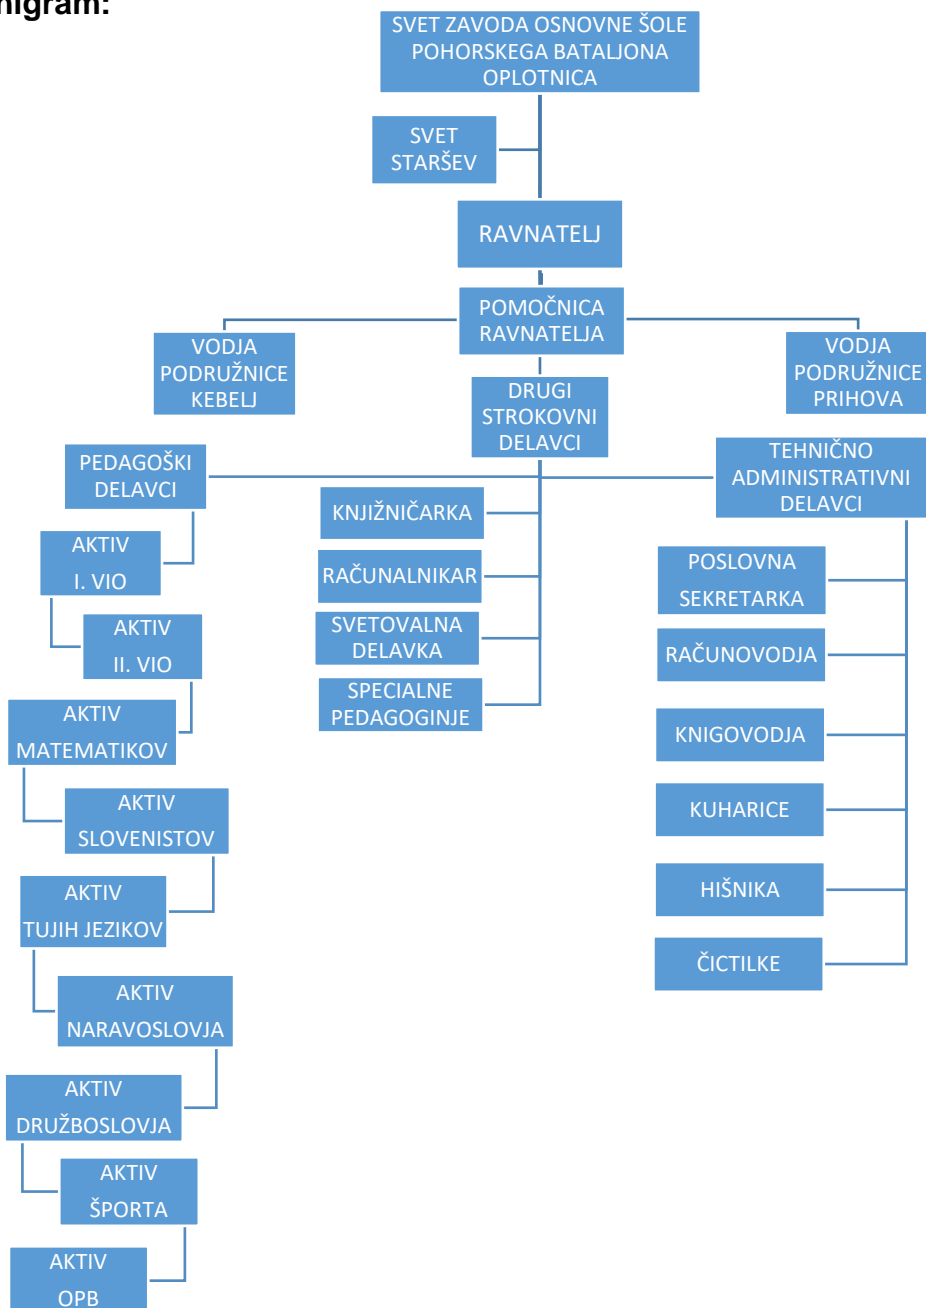 nigram:
SVET ZAVODA OSNOVNE ŠOLE
POHORSKEGA BATALJONA
OPLOTNICA
SVET
STARŠEV
RAVNATELJ
POMOČNICA
RAVNATELJA
VODJA
PODRUŽNICE
KEBELJ
VODJA
PODRUŽNICE
PRIHOVA
DRUGI
STROKOVNI
DELAVCI
PEDAGOŠKI
DELAVCI
TEHNIČNO
ADMINISTRATIVNI
DELAVCI
AKTIV
I. VIO
AKTIV
II. VIO
AKTIV
MATEMATIKOV
AKTIV
SLOVENISTOV
AKTIV
TUJIH JEZIKOV
AKTIV
NARAVOSLOVJA
AKTIV
DRUŽBOSLOVJA
AKTIV
ŠPORTA
AKTIV
OPB
KNJIŽNIČARKA
RAČUNALNIKAR
SVETOVALNA
DELAVKA
SPECIALNE
PEDAGOGINJE
POSLOVNA
SEKRETARKA
RAČUNOVODJA
KNIGOVODJA
KUHARICE
HIŠNIKA
ČICTILKE